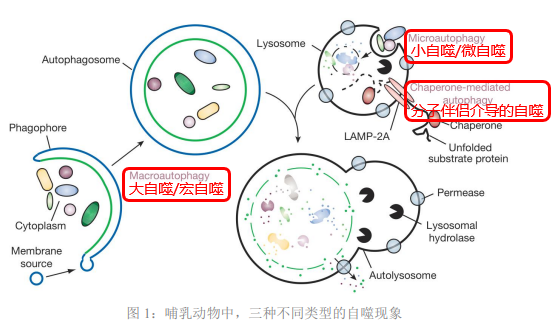 Autophagosome
Lysosome
Microautophagy
小自噬/微自噬
Chaperone-mediated
autophagy
分子伴侣介导的自噬
LAMP-2A
Chaperone
Unfolded
substrate protein
Phagophore
Macroautophagy
大自噬/宏自噬
Cytoplasm
Membrane
source
Permease
Lysosomal
hydrolase
Autolysosome
图 1：哺乳动物中，三种不同类型的自噬现象